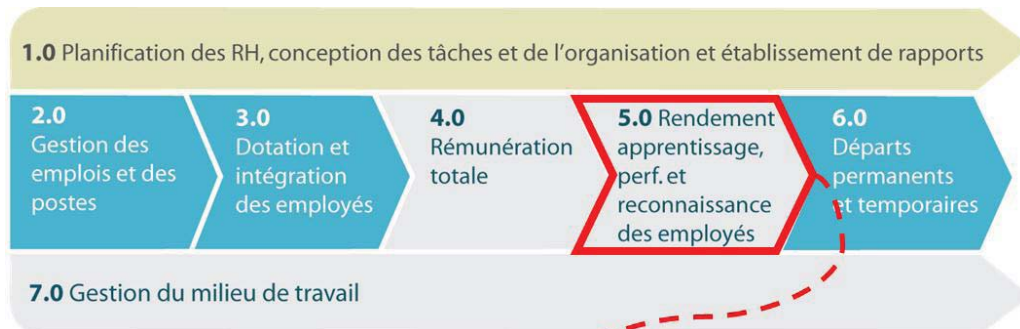 1.0 Planification des RH, conception des tâches et de l'organisation et établissement de rapports
2.0
Gestion des
emplois et des
postes
3.0
Dotation et
intégration
des employés
4.0
Rémunération
totale
5.0 Rendement
apprentissage,
perf. et
reconnaissance
des employés
6.0
Départs
permanents
et temporaires
7.0 Gestion du milieu de travail